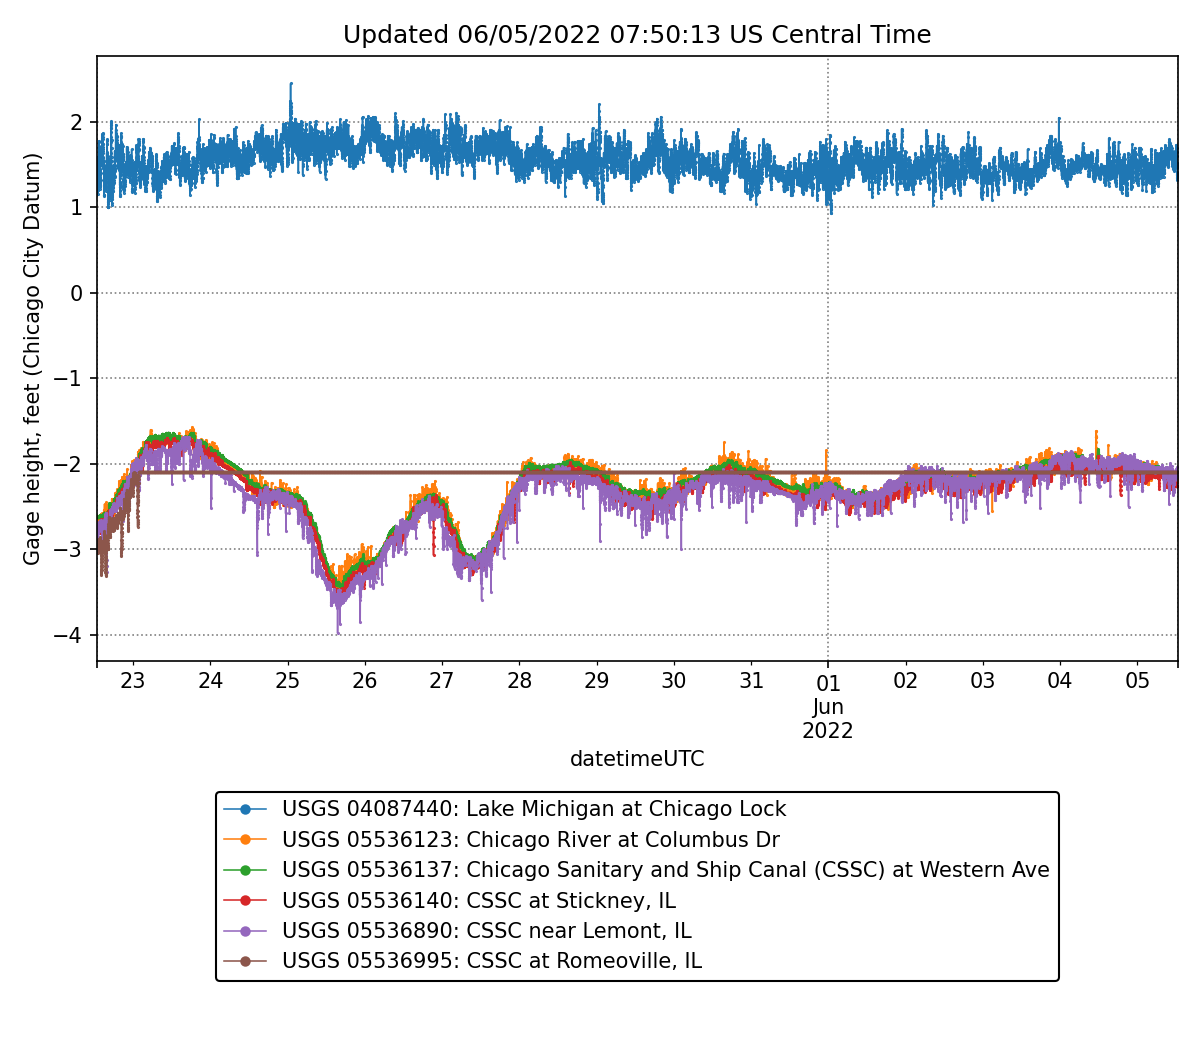 Updated 06/05/2022 07:50:13 US Central Time
Gage height, feet (Chicago City Datum)
2
1
0
−1
−2
−3
−4
23 24 25 26 27 28 29 30 31 01 02 03 04 05
Jun
2022
datetimeUTC
USGS 04087440: Lake Michigan at Chicago Lock
USGS 05536123: Chicago River at Columbus Dr
USGS 05536137: Chicago Sanitary and Ship Canal (CSSC) at Western Ave
USGS 05536140: CSSC at Stickney, IL
USGS 05536890: CSSC near Lemont, IL
USGS 05536995: CSSC at Romeoville, IL